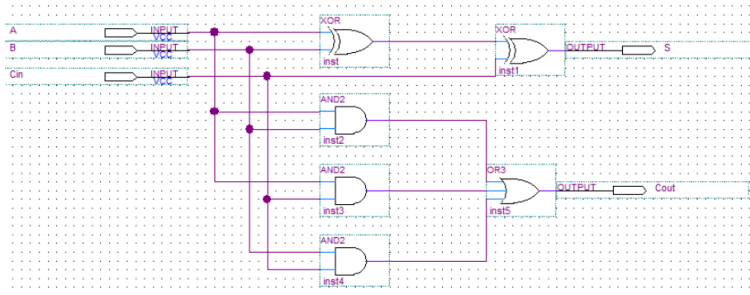 A INPUT VCC
B INPUT VCC
Cin INPUT VCC
XOR
inst
XOR
inst1
OUTPUT S
AND2
inst2
AND2
inst3
AND2
inst4
OR3
inst5
OUTPUT Cout